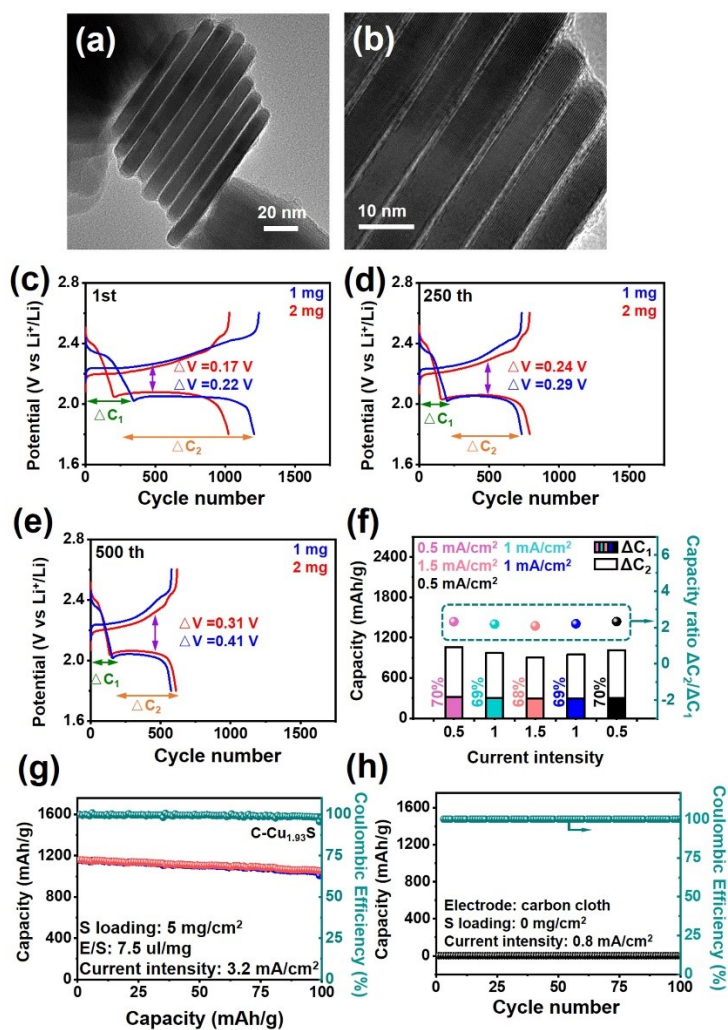 (a)
20 nm
(b)
10 nm
(c)
1st
1 mg
2 mg
△V =0.17 V
△V =0.22 V
△C1
△C2
2.8
2.4
2.0
1.6
Potential (V vs Li+/Li)
0 500 1000 1500
Cycle number
(d)
250 th
1 mg
2 mg
△V =0.24 V
△V =0.29 V
△C1
△C2
2.8
2.4
2.0
1.6
Potential (V vs Li+/Li)
0 500 1000 1500
Cycle number
(e)
500 th
1 mg
2 mg
△V =0.31 V
△V =0.41 V
△C1
△C2
2.8
2.4
2.0
1.6
Potential (V vs Li+/Li)
0 500 1000 1500
Cycle number
(f)
0.5 mA/cm2 1 mA/cm2
1.5 mA/cm2 1 mA/cm2
0.5 mA/cm2
ΔC1
ΔC2
2400
1800
1200
600
0
Capacity (mAh/g)
6
4
2
0
-2
Capacity ratio ΔC2/ΔC1
70% 69% 68% 69% 70%
0.5 1 1.5 1 0.5
Current intensity
(g)
C-Cu1.93S
S loading: 5 mg/cm2
E/S: 7.5 ul/mg
Current intensity: 3.2 mA/cm2
1600
1200
800
400
0
Capacity (mAh/g)
100
75
50
25
0
Coulombic Efficiency (%)
0 25 50 75 100
Capacity (mAh/g)
(h)
Electrode: carbon cloth
S loading: 0 mg/cm2
Current intensity: 0.8 mA/cm2
1600
1200
800
400
0
Capacity (mAh/g)
100
75
50
25
0
Coulombic Efficiency (%)
0 25 50 75 100
Cycle number